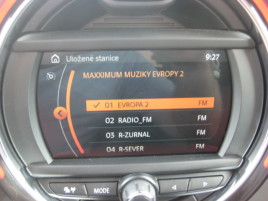 Uložené stanice
9:27
MAXXIMUM MUZIKY EVROPY 2
01 EVROPA 2 FM
02 RADIO_FM FM
03 R-ZURNAL FM
04 R-SEVER FM
MODE